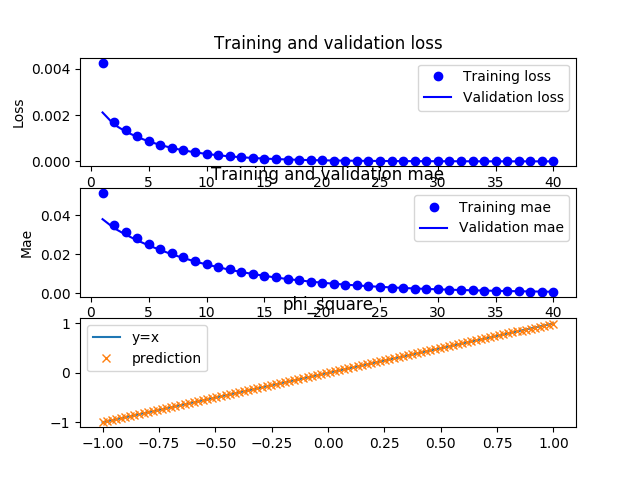 Training and validation loss
0.004
0.002
0.000
Loss
Training loss
Validation loss
0 5 10 15 20 25 30 35 40
Training and validation mae
0.04
0.02
0.00
Mae
Training mae
Validation mae
0 5 10 15 20 25 30 35 40
phi_square
1
0
−1
y=x
prediction
−1.00 −0.75 −0.50 −0.25 0.00 0.25 0.50 0.75 1.00